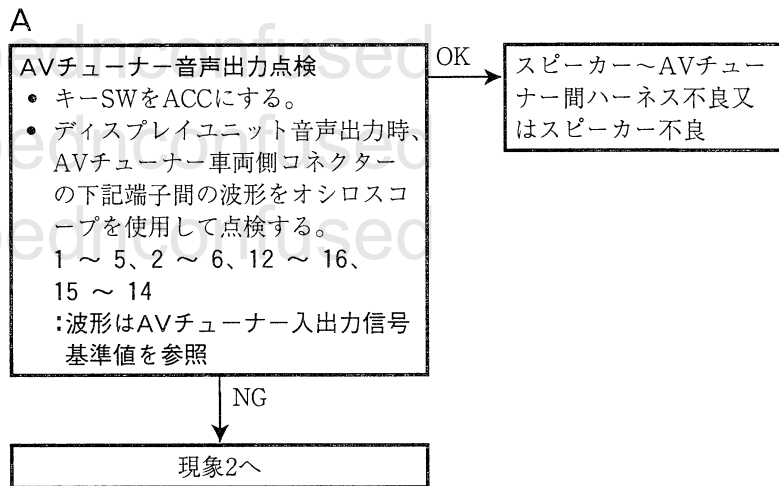 A
AVチューナー音声出力点検
• キーSWをACCにする。
• ディスプレイユニット音声出力時、
AVチューナー車両側コネクター
の下記端子間の波形をオシロスコ
ープを使用して点検する。
1 ～ 5、2 ～ 6、12 ～ 16、
15 ～ 14
:波形はAVチューナー入出力信号
基準値を参照
OK
スピーカー～AVチュー
ナー間ハーネス不良又
はスピーカー不良
NG
現象2へ
ednconfused
ednconfused
ednconfused